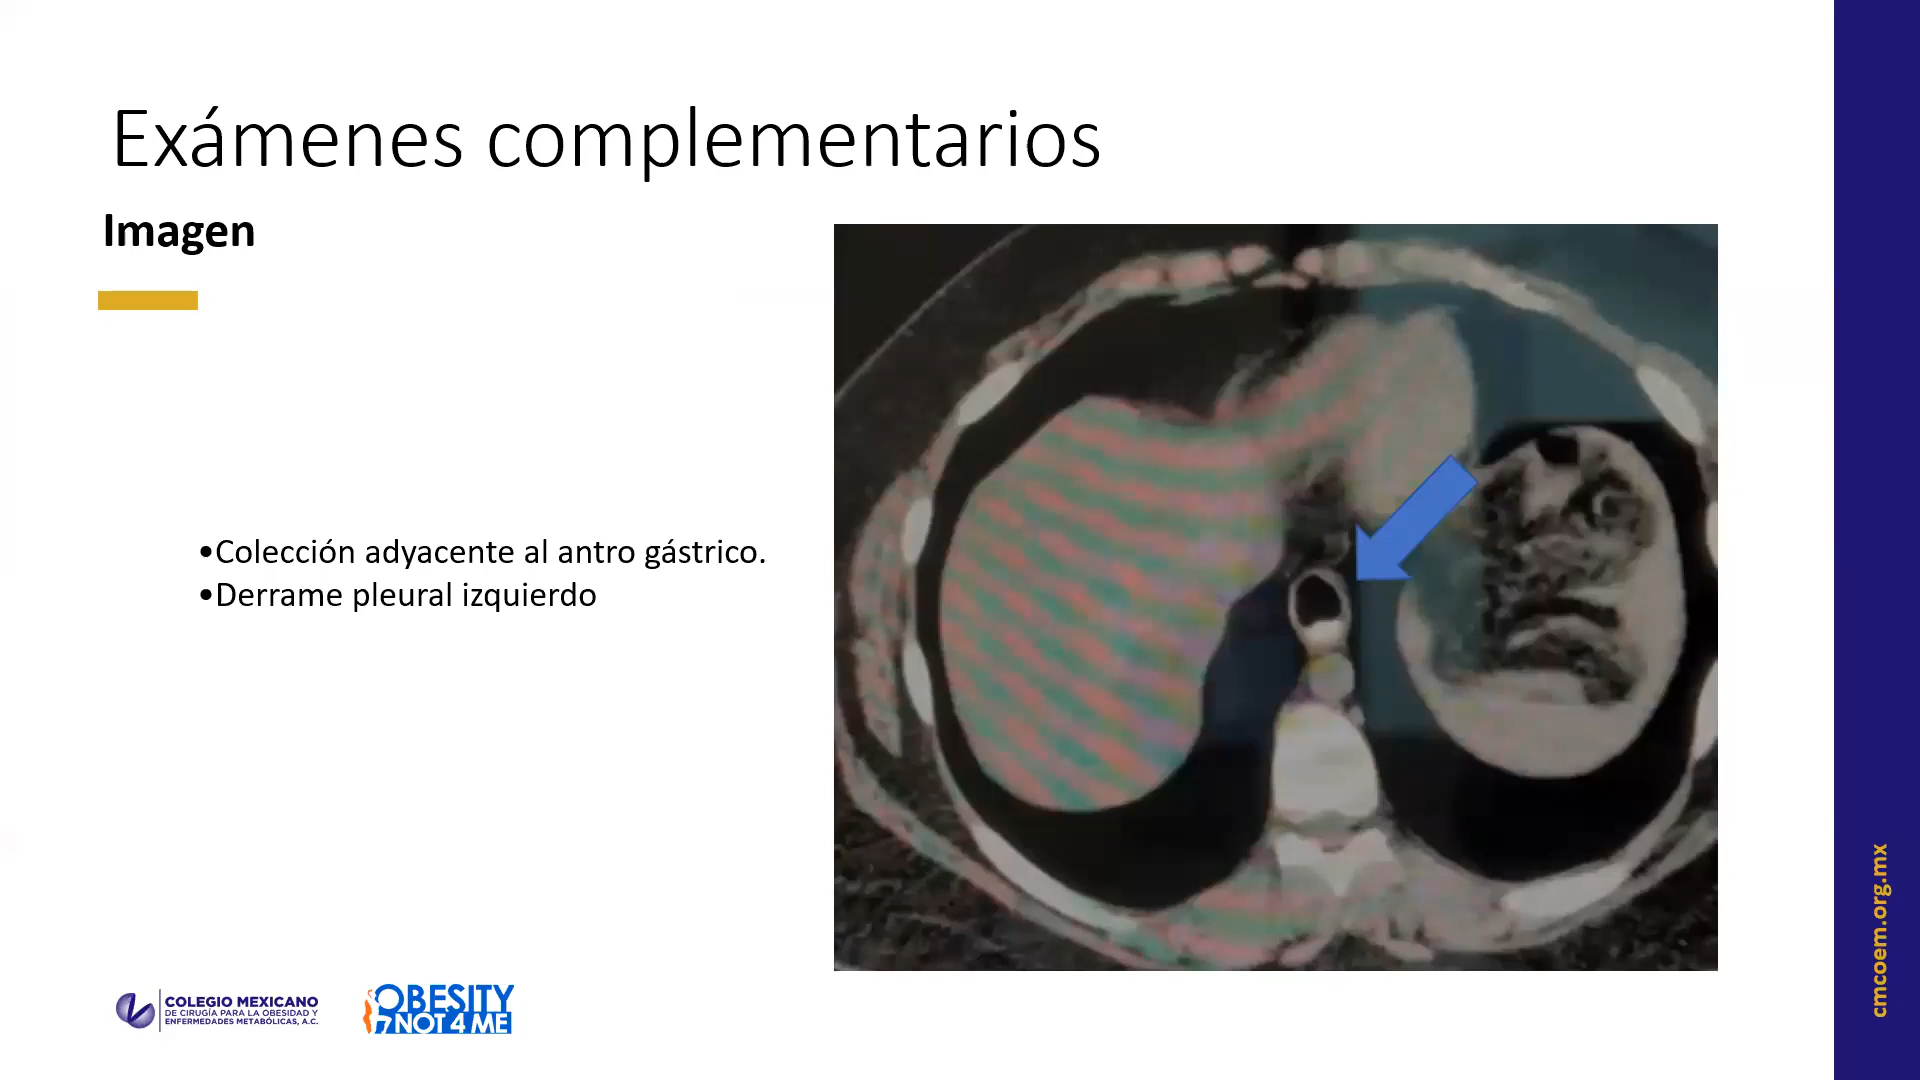 Exámenes complementarios
Imagen
•Colección adyacente al antro gástrico.
•Derrame pleural izquierdo
COLEGIO MEXICANO
DE CIRUGÍA PARA LA OBESIDAD Y
ENFERMEDADES METABÓLICAS, A.C.
OBESITY
NOT 4 ME
cmcoem.org.mx